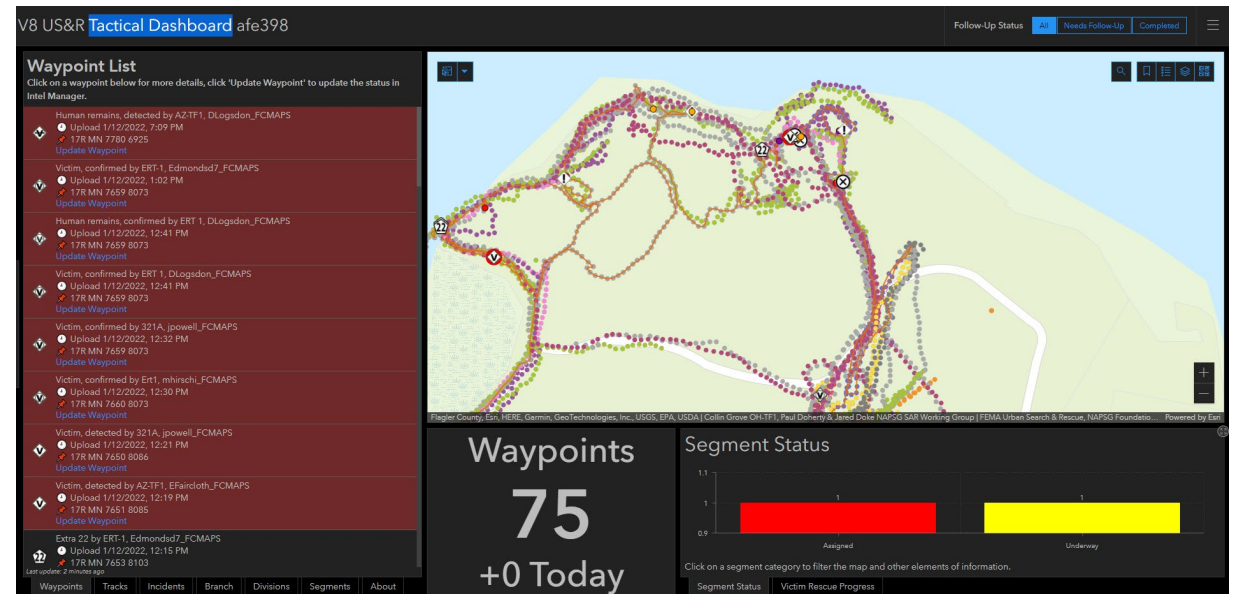 V8 US&R Tactical Dashboard afe398
Follow-Up Status
All
Needs Follow-Up
Completed
Waypoint List
Click on a waypoint below for more details, click 'Update Waypoint' to update the status in
Intel Manager.
Human remains, detected by AZ-TF1, DLogsdon_FCMAPS
Upload 1/12/2022, 7:09 PM
17R MN 7780 6925
Update Waypoint
Victim, confirmed by ERT-1, Edmondsd7_FCMAPS
Upload 1/12/2022, 1:02 PM
17R MN 7659 8073
Update Waypoint
Human remains, confirmed by ERT 1, DLogsdon_FCMAPS
Upload 1/12/2022, 12:41 PM
17R MN 7659 8073
Update Waypoint
Victim, confirmed by ERT 1, DLogsdon_FCMAPS
Upload 1/12/2022, 12:41 PM
17R MN 7659 8073
Update Waypoint
Victim, confirmed by 321A, jpowell_FCMAPS
Upload 1/12/2022, 12:32 PM
17R MN 7659 8073
Update Waypoint
Victim, confirmed by Ert1, mhirschi_FCMAPS
Upload 1/12/2022, 12:30 PM
17R MN 7660 8073
Update Waypoint
Victim, detected by 321A, jpowell_FCMAPS
Upload 1/12/2022, 12:21 PM
17R MN 7650 8086
Update Waypoint
Victim, detected by AZ-TF1, EFaircloth_FCMAPS
Upload 1/12/2022, 12:19 PM
17R MN 7651 8085
Update Waypoint
Extra 22 by ERT-1, Edmondsd7_FCMAPS
Upload 1/12/2022, 12:15 PM
17R MN 7653 8103
Last update: 2 minutes ago
Waypoints
Tracks
Incidents
Branch
Divisions
Segments
About
22
V
!
!
22
V
V
Flagler County, Esri, HERE, Garmin, GeoTechnologies, Inc., USGS, EPA, USDA | Collin Grove OH-TF1, Paul Doherty & Jared Doke NAPSG SAR Working Group | FEMA Urban Search & Rescue, NAPSG Foundatio...
Powered by Esri
Waypoints
75
+0 Today
Segment Status
1.1
1
0.9
1
1
Assigned
Underway
Click on a segment category to filter the map and other elements of information.
Segment Status
Victim Rescue Progress